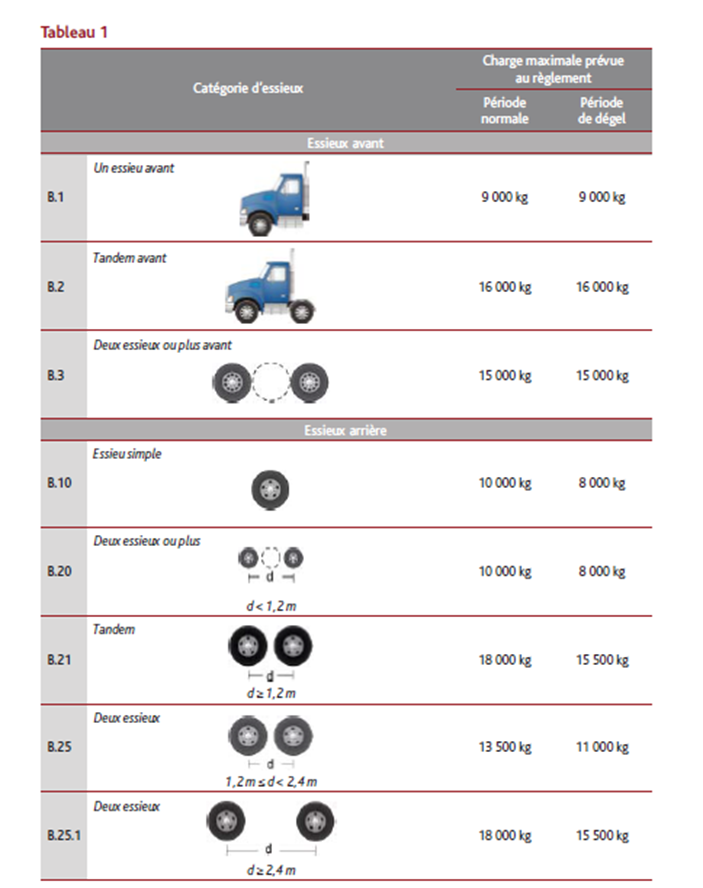 Tableau 1
Catégorie d'essieux
Charge maximale prévue
au règlement
Période
normale
Période
de dégel
Essieux avant
B.1
Un essieu avant
9 000 kg
9 000 kg
B.2
Tandem avant
16 000 kg
16 000 kg
B.3
Deux essieux ou plus avant
15 000 kg
15 000 kg
Essieux arrière
B.10
Essieu simple
10 000 kg
8 000 kg
B.20
Deux essieux ou plus
d
d < 1,2 m
10 000 kg
8 000 kg
B.21
Tandem
d
d ≥ 1,2 m
18 000 kg
15 500 kg
B.25
Deux essieux
d
1,2 m ≤ d < 2,4 m
13 500 kg
11 000 kg
B.25.1
Deux essieux
d
d ≥ 2,4 m
18 000 kg
15 500 kg